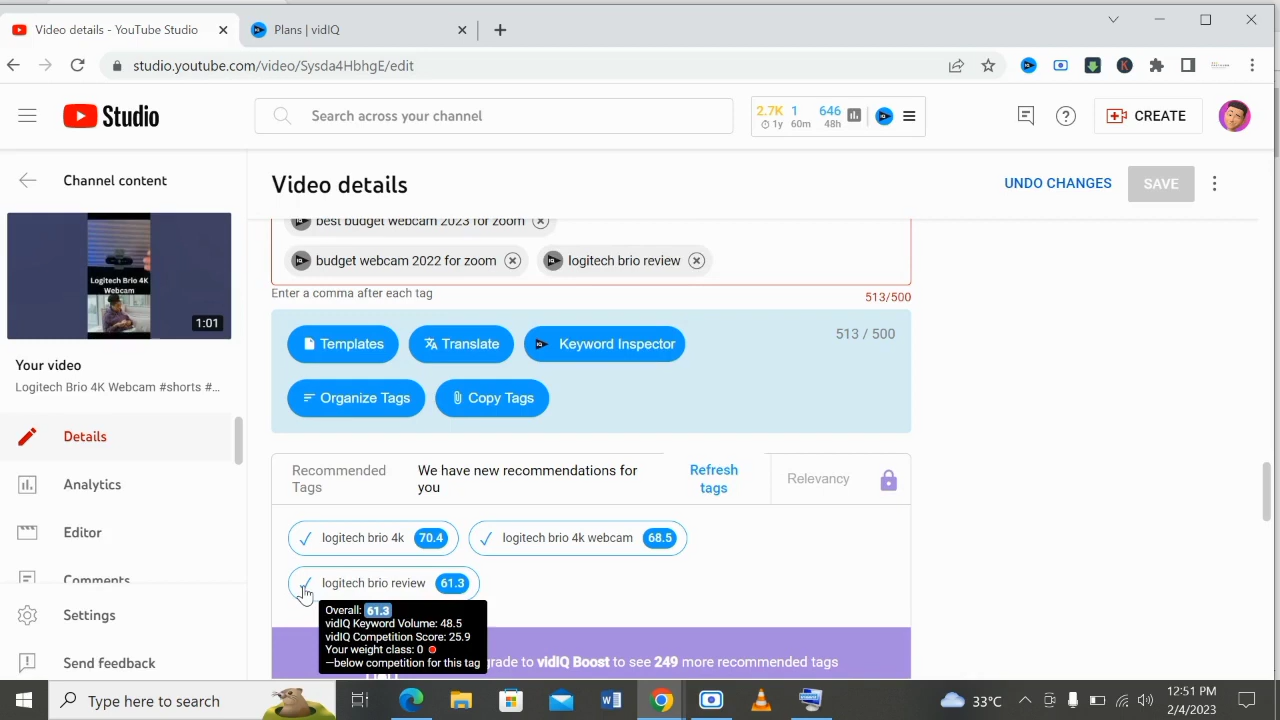 Video details - YouTube Studio
Plans | vidIQ
studio.youtube.com/video/Sysda4HbhgE/edit
Studio
Search across your channel
2.7K 1 646
1y 60m 48h
CREATE
Channel content
Video details
UNDO CHANGES
SAVE
Logitech Brio 4K
Webcam
1:01
Your video
Logitech Brio 4K Webcam #shorts #...
Details
Analytics
Editor
Comments
Settings
Send feedback
best budget webcam 2023 for zoom
budget webcam 2022 for zoom
logitech brio review
Enter a comma after each tag
513/500
Templates
Translate
Keyword Inspector
513 / 500
Organize Tags
Copy Tags
Recommended
Tags
We have new recommendations for
you
Refresh
tags
Relevancy
logitech brio 4k 70.4
logitech brio 4k webcam 68.5
logitech brio review 61.3
Overall: 61.3
vidIQ Keyword Volume: 48.5
vidIQ Competition Score: 25.9
Your weight class: 0
—below competition for this tag
grade to vidIQ Boost to see 249 more recommended tags
Type here to search
33°C
12:51 PM
2/4/2023